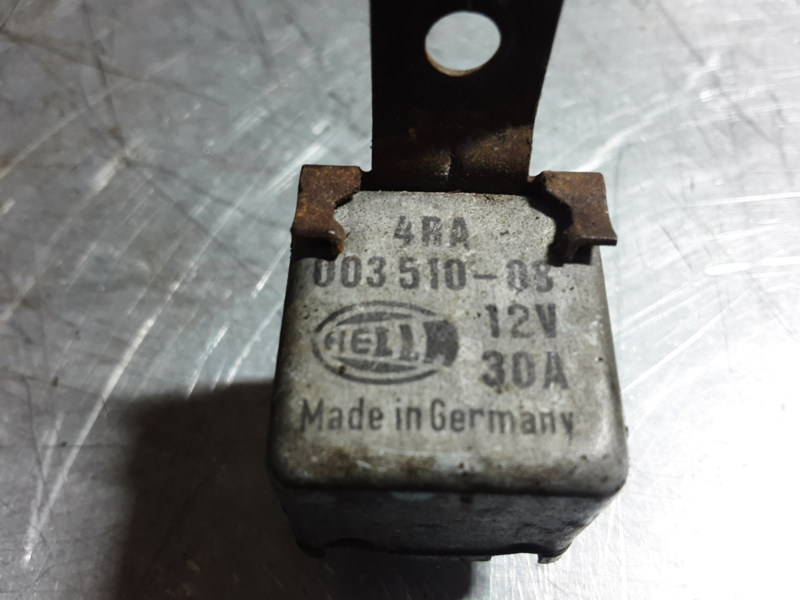 4RA
003 510-08
HELLA 12V
30A
Made in Germany